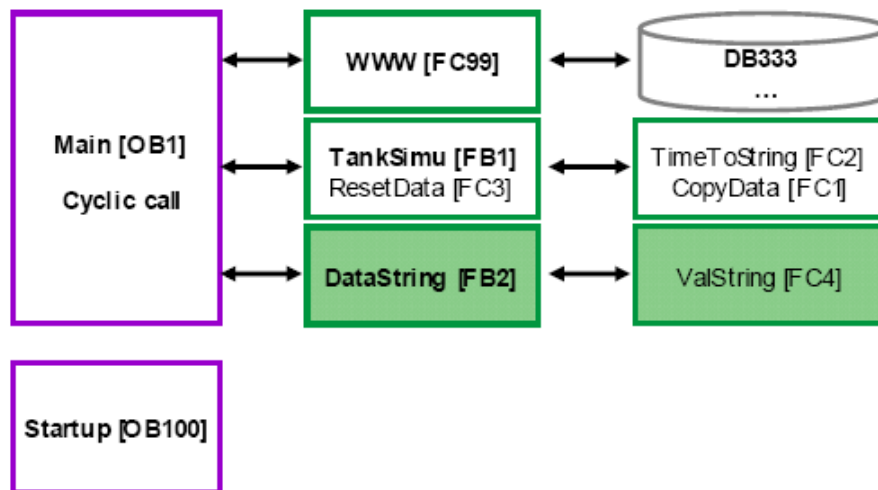 Main [OB1]
Cyclic call
WWW [FC99]
DB333
...
TankSimu [FB1]
ResetData [FC3]
TimeToString [FC2]
CopyData [FC1]
DataString [FB2]
ValString [FC4]
Startup [OB100]